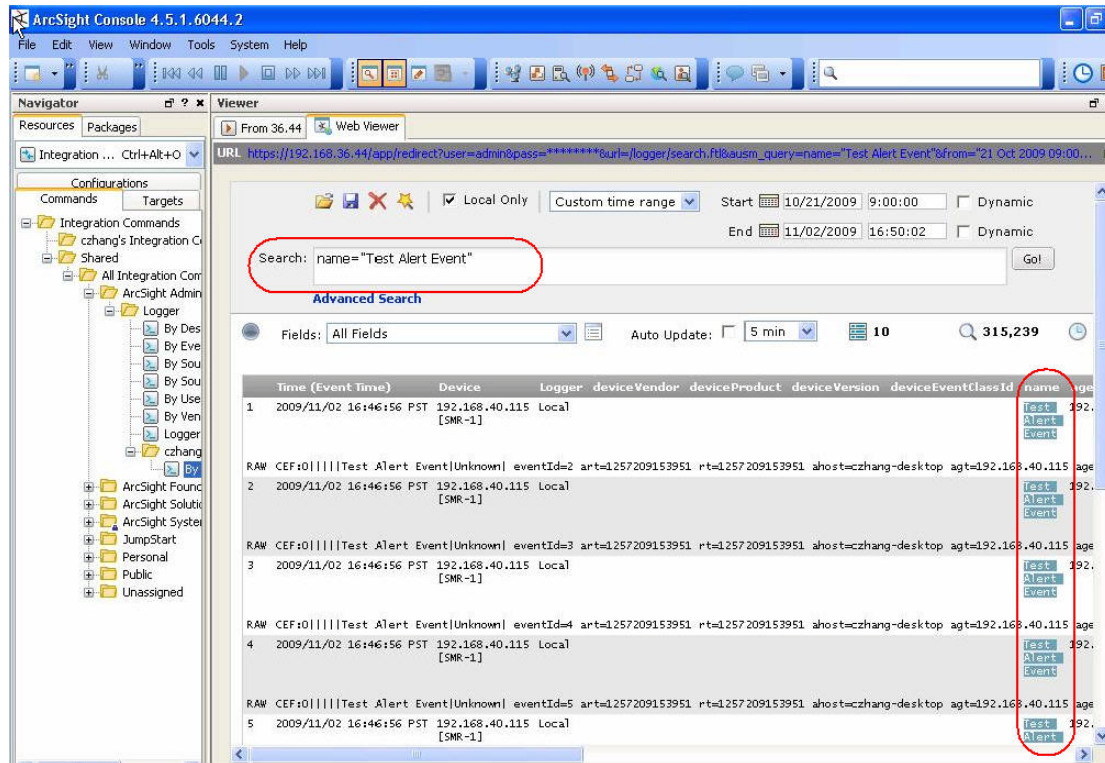 ArcSight Console 4.5.1.6044.2
File Edit View Window Tools System Help
Navigator
Resources Packages
Integration ... Ctrl+Alt+O
Configurations
Commands Targets
Integration Commands
czhang's Integration C
Shared
All Integration Com
ArcSight Admin
Logger
By Des
By Eve
By Sou
By Sou
By Use
By Ven
Logger
czhang
By
ArcSight Found
ArcSight Solutio
ArcSight System
JumpStart
Personal
Public
Unassigned
Viewer
From 36.44 Web Viewer
URL https://192.168.36.44/app/redirect?user=admin&pass=********&url=/logger/search.ftl&ausm_query=name="Test Alert Event"&from="21 Oct 2009 09:00...
Local Only Custom time range Start 10/21/2009 9:00:00 Dynamic
End 11/02/2009 16:50:02 Dynamic
Search: name="Test Alert Event" Go!
Advanced Search
Fields: All Fields Auto Update: 5 min 10 315,239
Time (Event Time) Device Logger deviceVendor deviceProduct deviceVersion deviceEventClassId name age
1 2009/11/02 16:46:56 PST 192.168.40.115 Local Test 192.
[SMR-1] Alert
Event
RAW CEF:0|||||Test Alert Event|Unknown| eventId=2 art=1257209153951 rt=1257209153951 ahost=czhang-desktop agt=192.168.40.115 age
2 2009/11/02 16:46:56 PST 192.168.40.115 Local Test 192.
[SMR-1] Alert
Event
RAW CEF:0|||||Test Alert Event|Unknown| eventId=3 art=1257209153951 rt=1257209153951 ahost=czhang-desktop agt=192.168.40.115 age
3 2009/11/02 16:46:56 PST 192.168.40.115 Local Test 192.
[SMR-1] Alert
Event
RAW CEF:0|||||Test Alert Event|Unknown| eventId=4 art=1257209153951 rt=1257209153951 ahost=czhang-desktop agt=192.168.40.115 age
4 2009/11/02 16:46:56 PST 192.168.40.115 Local Test 192.
[SMR-1] Alert
Event
RAW CEF:0|||||Test Alert Event|Unknown| eventId=5 art=1257209153951 rt=1257209153951 ahost=czhang-desktop agt=192.168.40.115 age
5 2009/11/02 16:46:56 PST 192.168.40.115 Local Test 192.
[SMR-1] Alert